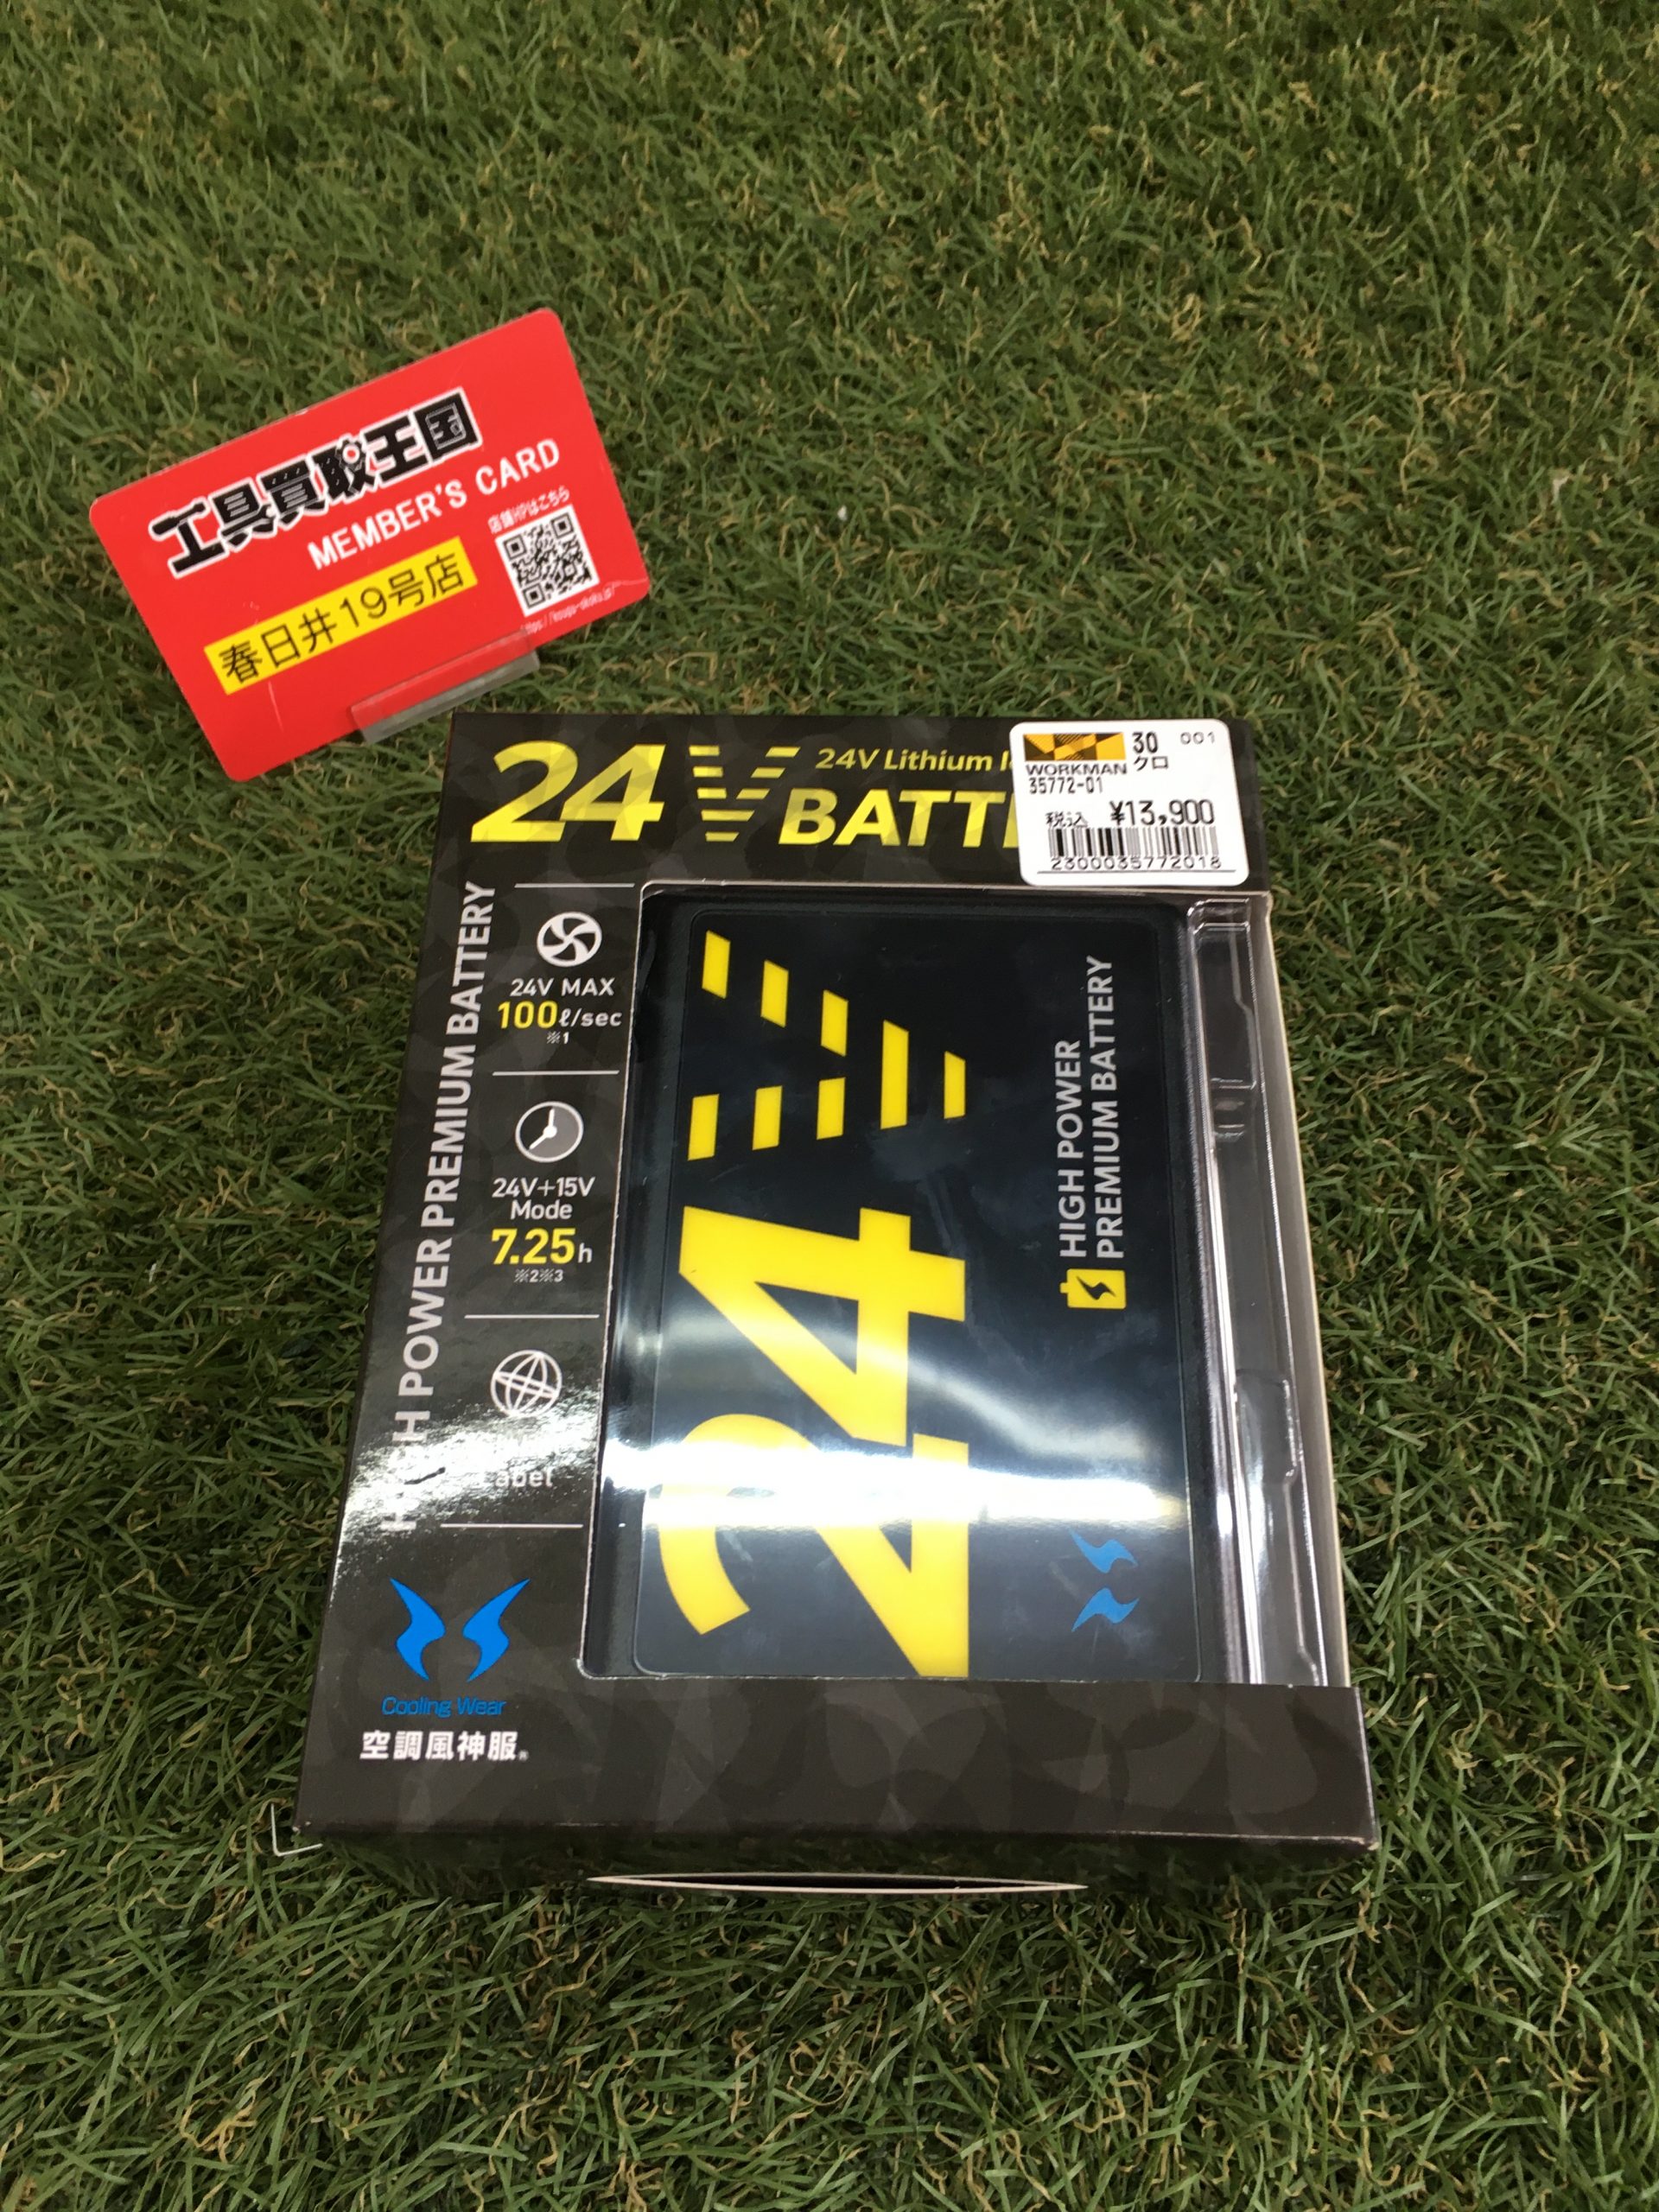 工具買取王国
MEMBER'S CARD
店舗HPはこちら
春日井19号店
24V
24V Lithium
BATT
WORKMAN
30
001
クロ
35772-01
税込 ¥13,900
2300035772018
HIGH POWER PREMIUM BATTERY
24V MAX
100ℓ/sec
※1
24V+15V
Mode
7.25h
※2※3
Label
Cooling Wear
空調風神服®
24V
HIGH POWER
PREMIUM BATTERY